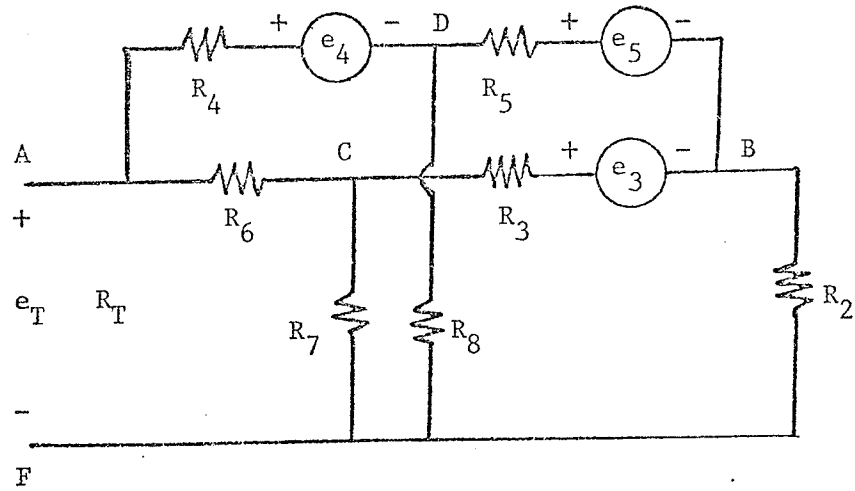 + e4 - D + e5 -
R4 R5
A C + e3 - B
+ R6 R3
eT RT R7 R8 R2
-
F